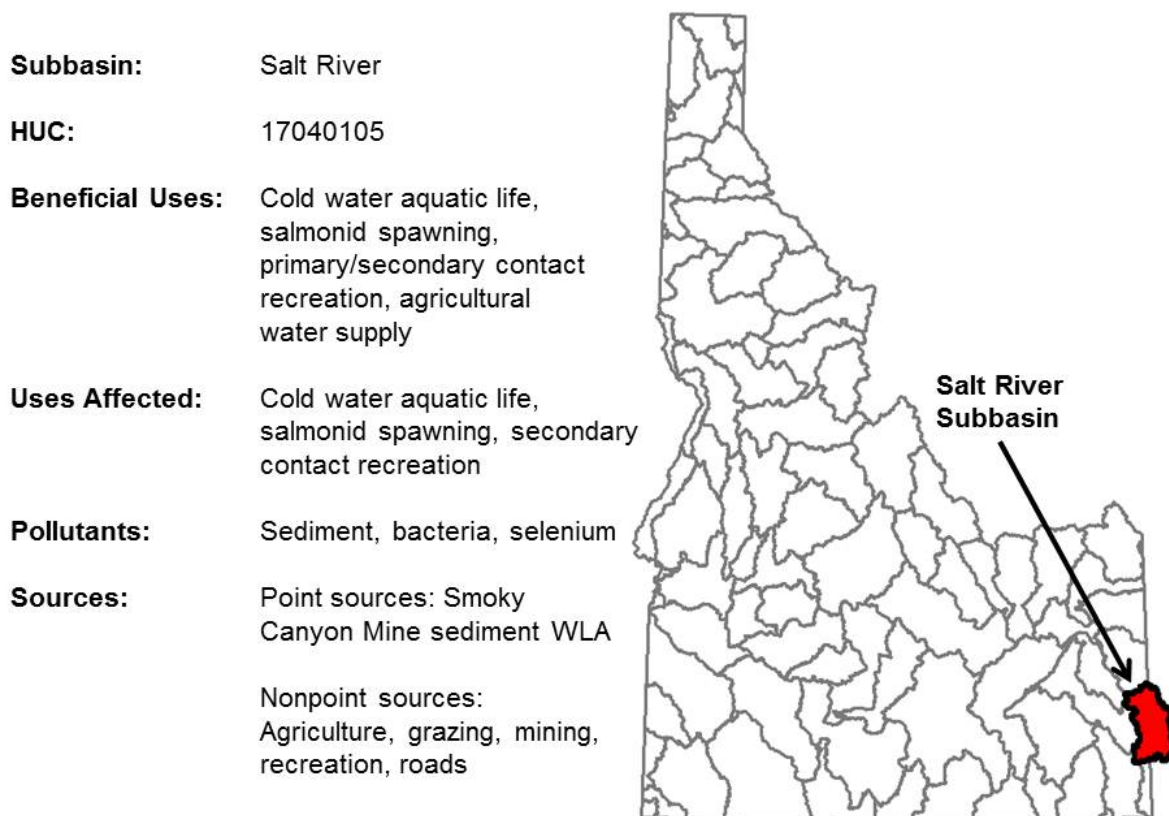 Subbasin: Salt River
HUC: 17040105
Beneficial Uses: Cold water aquatic life,
salmonid spawning,
primary/secondary contact
recreation, agricultural
water supply
Uses Affected: Cold water aquatic life,
salmonid spawning, secondary
contact recreation
Pollutants: Sediment, bacteria, selenium
Sources: Point sources: Smoky
Canyon Mine sediment WLA
Nonpoint sources:
Agriculture, grazing, mining,
recreation, roads
Salt River
Subbasin